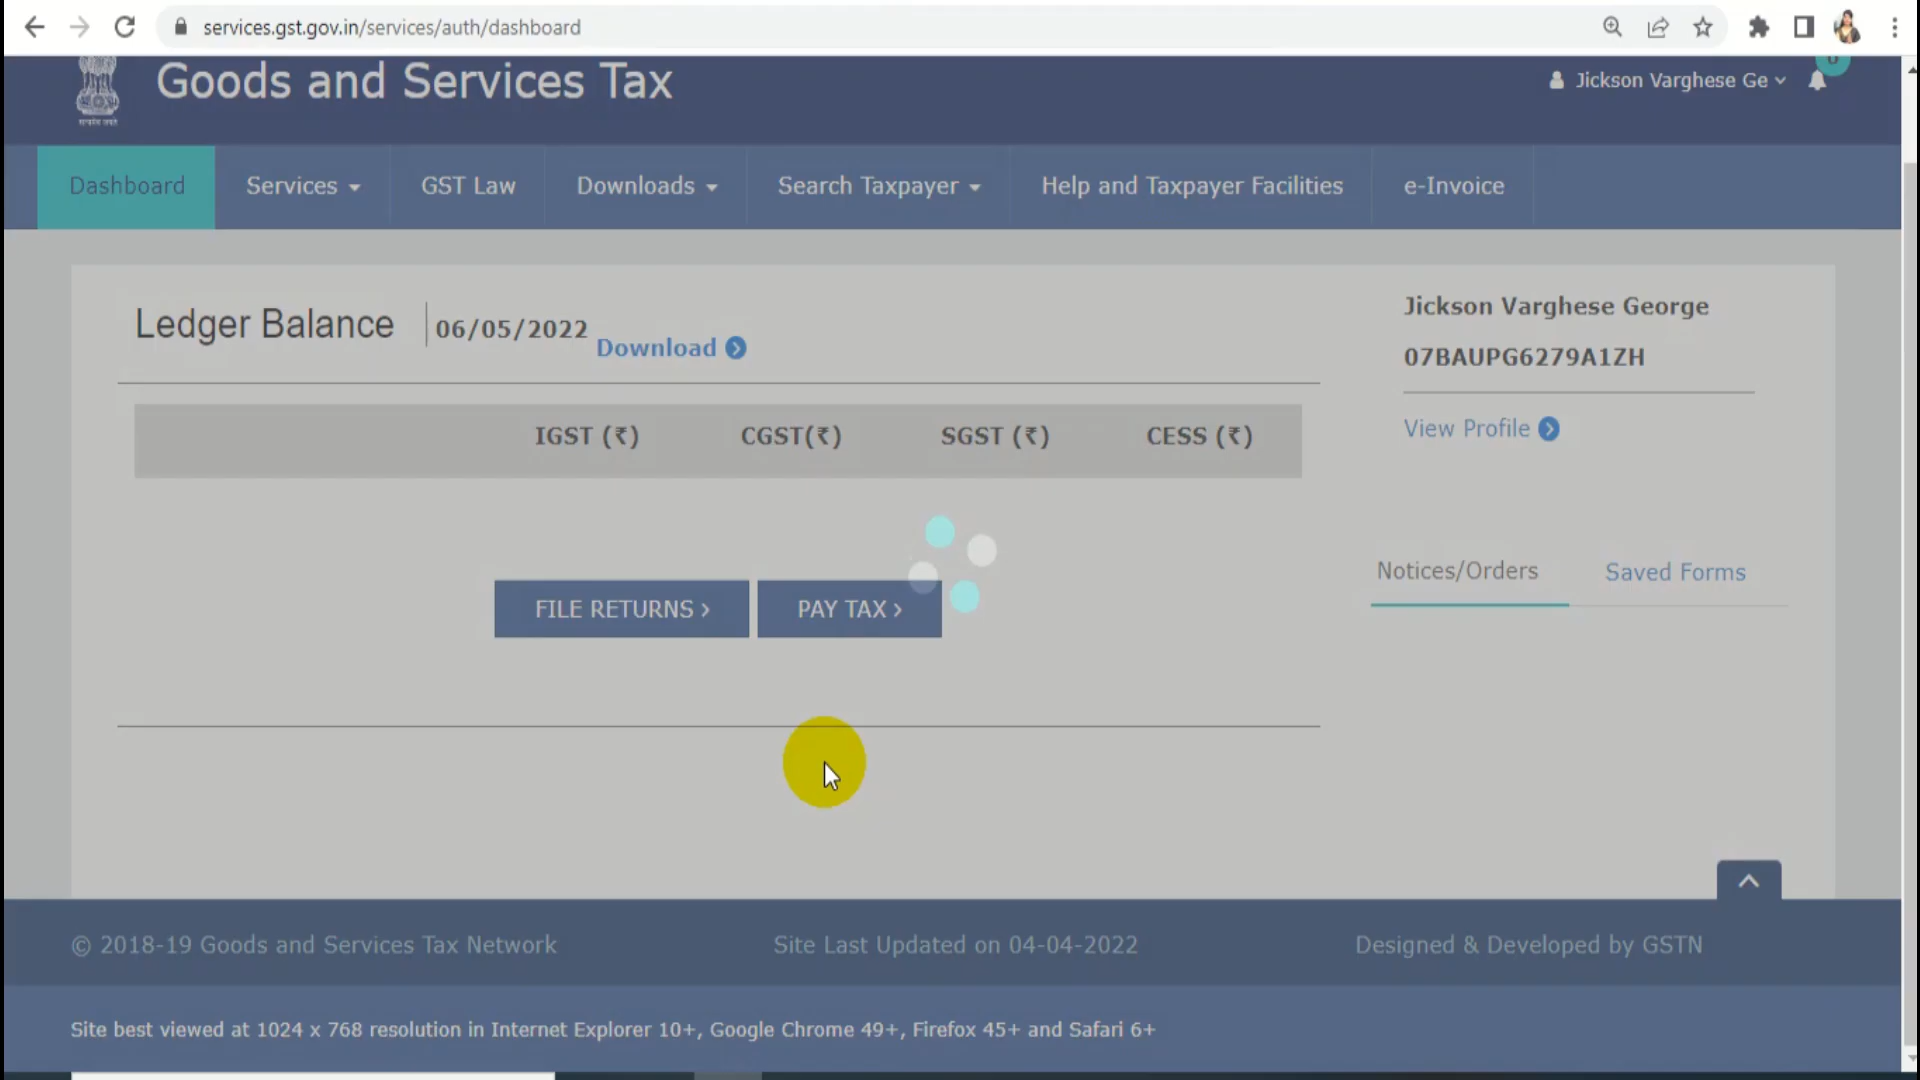 services.gst.gov.in/services/auth/dashboard
Goods and Services Tax
Jickson Varghese Ge
0
सत्यमेव जयते
Dashboard
Services
GST Law
Downloads
Search Taxpayer
Help and Taxpayer Facilities
e-Invoice
Ledger Balance
06/05/2022
Download
IGST (₹)
CGST(₹)
SGST (₹)
CESS (₹)
FILE RETURNS >
PAY TAX >
Jickson Varghese George
07BAUPG6279A1ZH
View Profile
Notices/Orders
Saved Forms
© 2018-19 Goods and Services Tax Network
Site Last Updated on 04-04-2022
Designed & Developed by GSTN
Site best viewed at 1024 x 768 resolution in Internet Explorer 10+, Google Chrome 49+, Firefox 45+ and Safari 6+